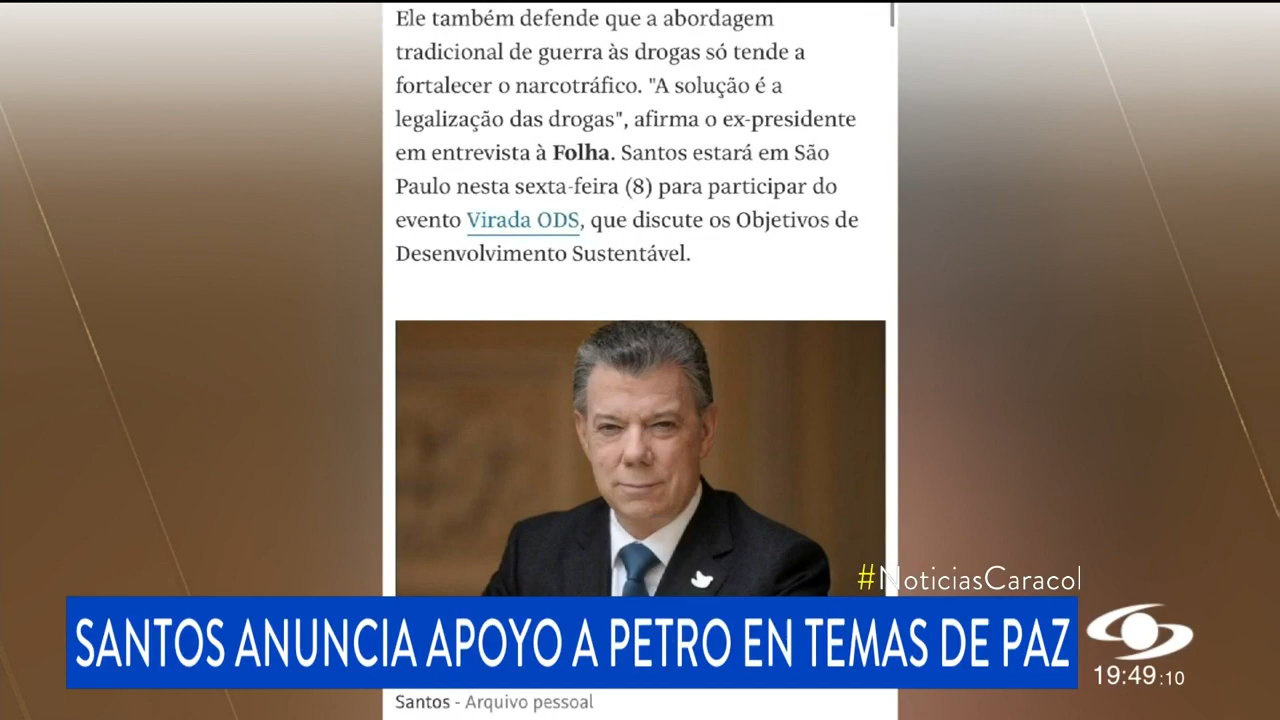 Ele também defende que a abordagem
tradicional de guerra às drogas só tende a
fortalecer o narcotráfico. "A solução é a
legalização das drogas", afirma o ex-presidente
em entrevista à Folha. Santos estará em São
Paulo nesta sexta-feira (8) para participar do
evento Virada ODS, que discute os Objetivos de
Desenvolvimento Sustentável.
#NoticiasCaracol
SANTOS ANUNCIA APOYO A PETRO EN TEMAS DE PAZ
19:49:10
Santos - Arquivo pessoal